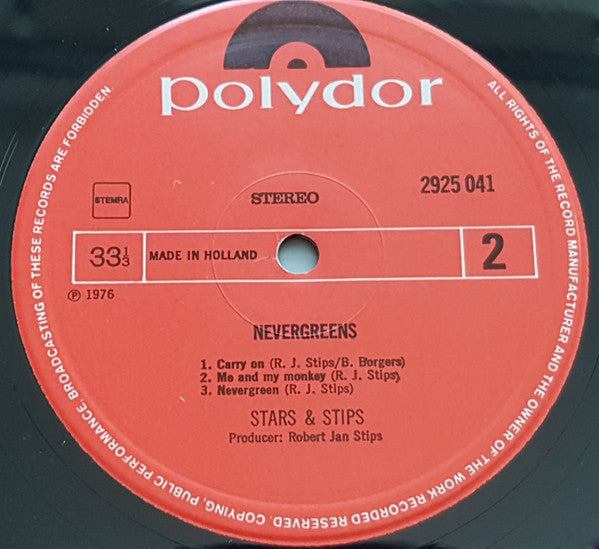 polydor
STEMRA
STEREO
2925 041
33⅓
MADE IN HOLLAND
2
℗ 1976
NEVERGREENS
1. Carry on (R. J. Stips/B. Borgers)
2. Me and my monkey (R. J. Stips)
3. Nevergreen (R. J. Stips)
STARS & STIPS
Producer: Robert Jan Stips
ALL RIGHTS OF THE RECORD MANUFACTURER AND THE OWNER OF THE WORK RECORDED RESERVED. COPYING, PUBLIC PERFORMANCE, BROADCASTING OF THESE RECORDS ARE FORBIDDEN.